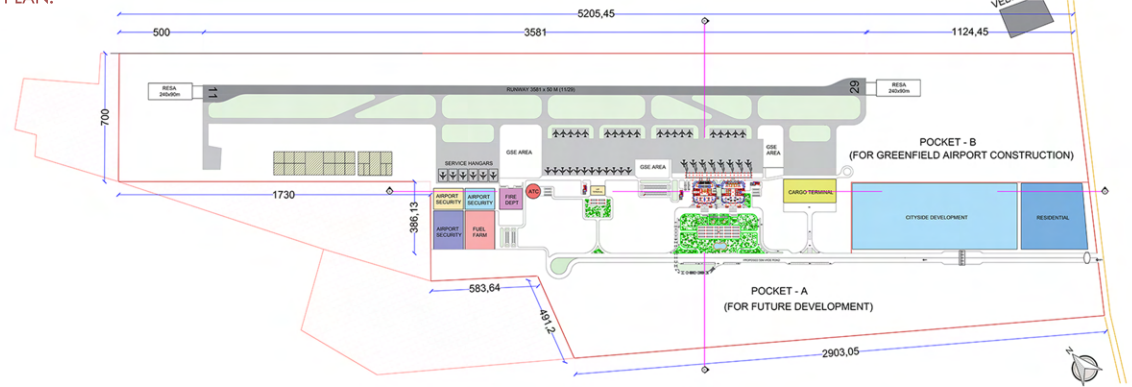 PLAN.
5205,45
500
3581
1124,45
700
RESA
240x90m
11
RUNWAY 3581 x 50 M (11/29)
29
RESA
240x90m
SERVICE HANGARS
GSE AREA
GSE AREA
GSE
AREA
POCKET - B
(FOR GREENFIELD AIRPORT CONSTRUCTION)
1730
386,13
AIRPORT
SECURITY
AIRPORT
SECURITY
FIRE
DEPT
ATC
CARGO TERMINAL
AIRPORT
SECURITY
FUEL
FARM
CITYSIDE DEVELOPMENT
RESIDENTIAL
583,64
491,2
POCKET - A
(FOR FUTURE DEVELOPMENT)
2903,05
N